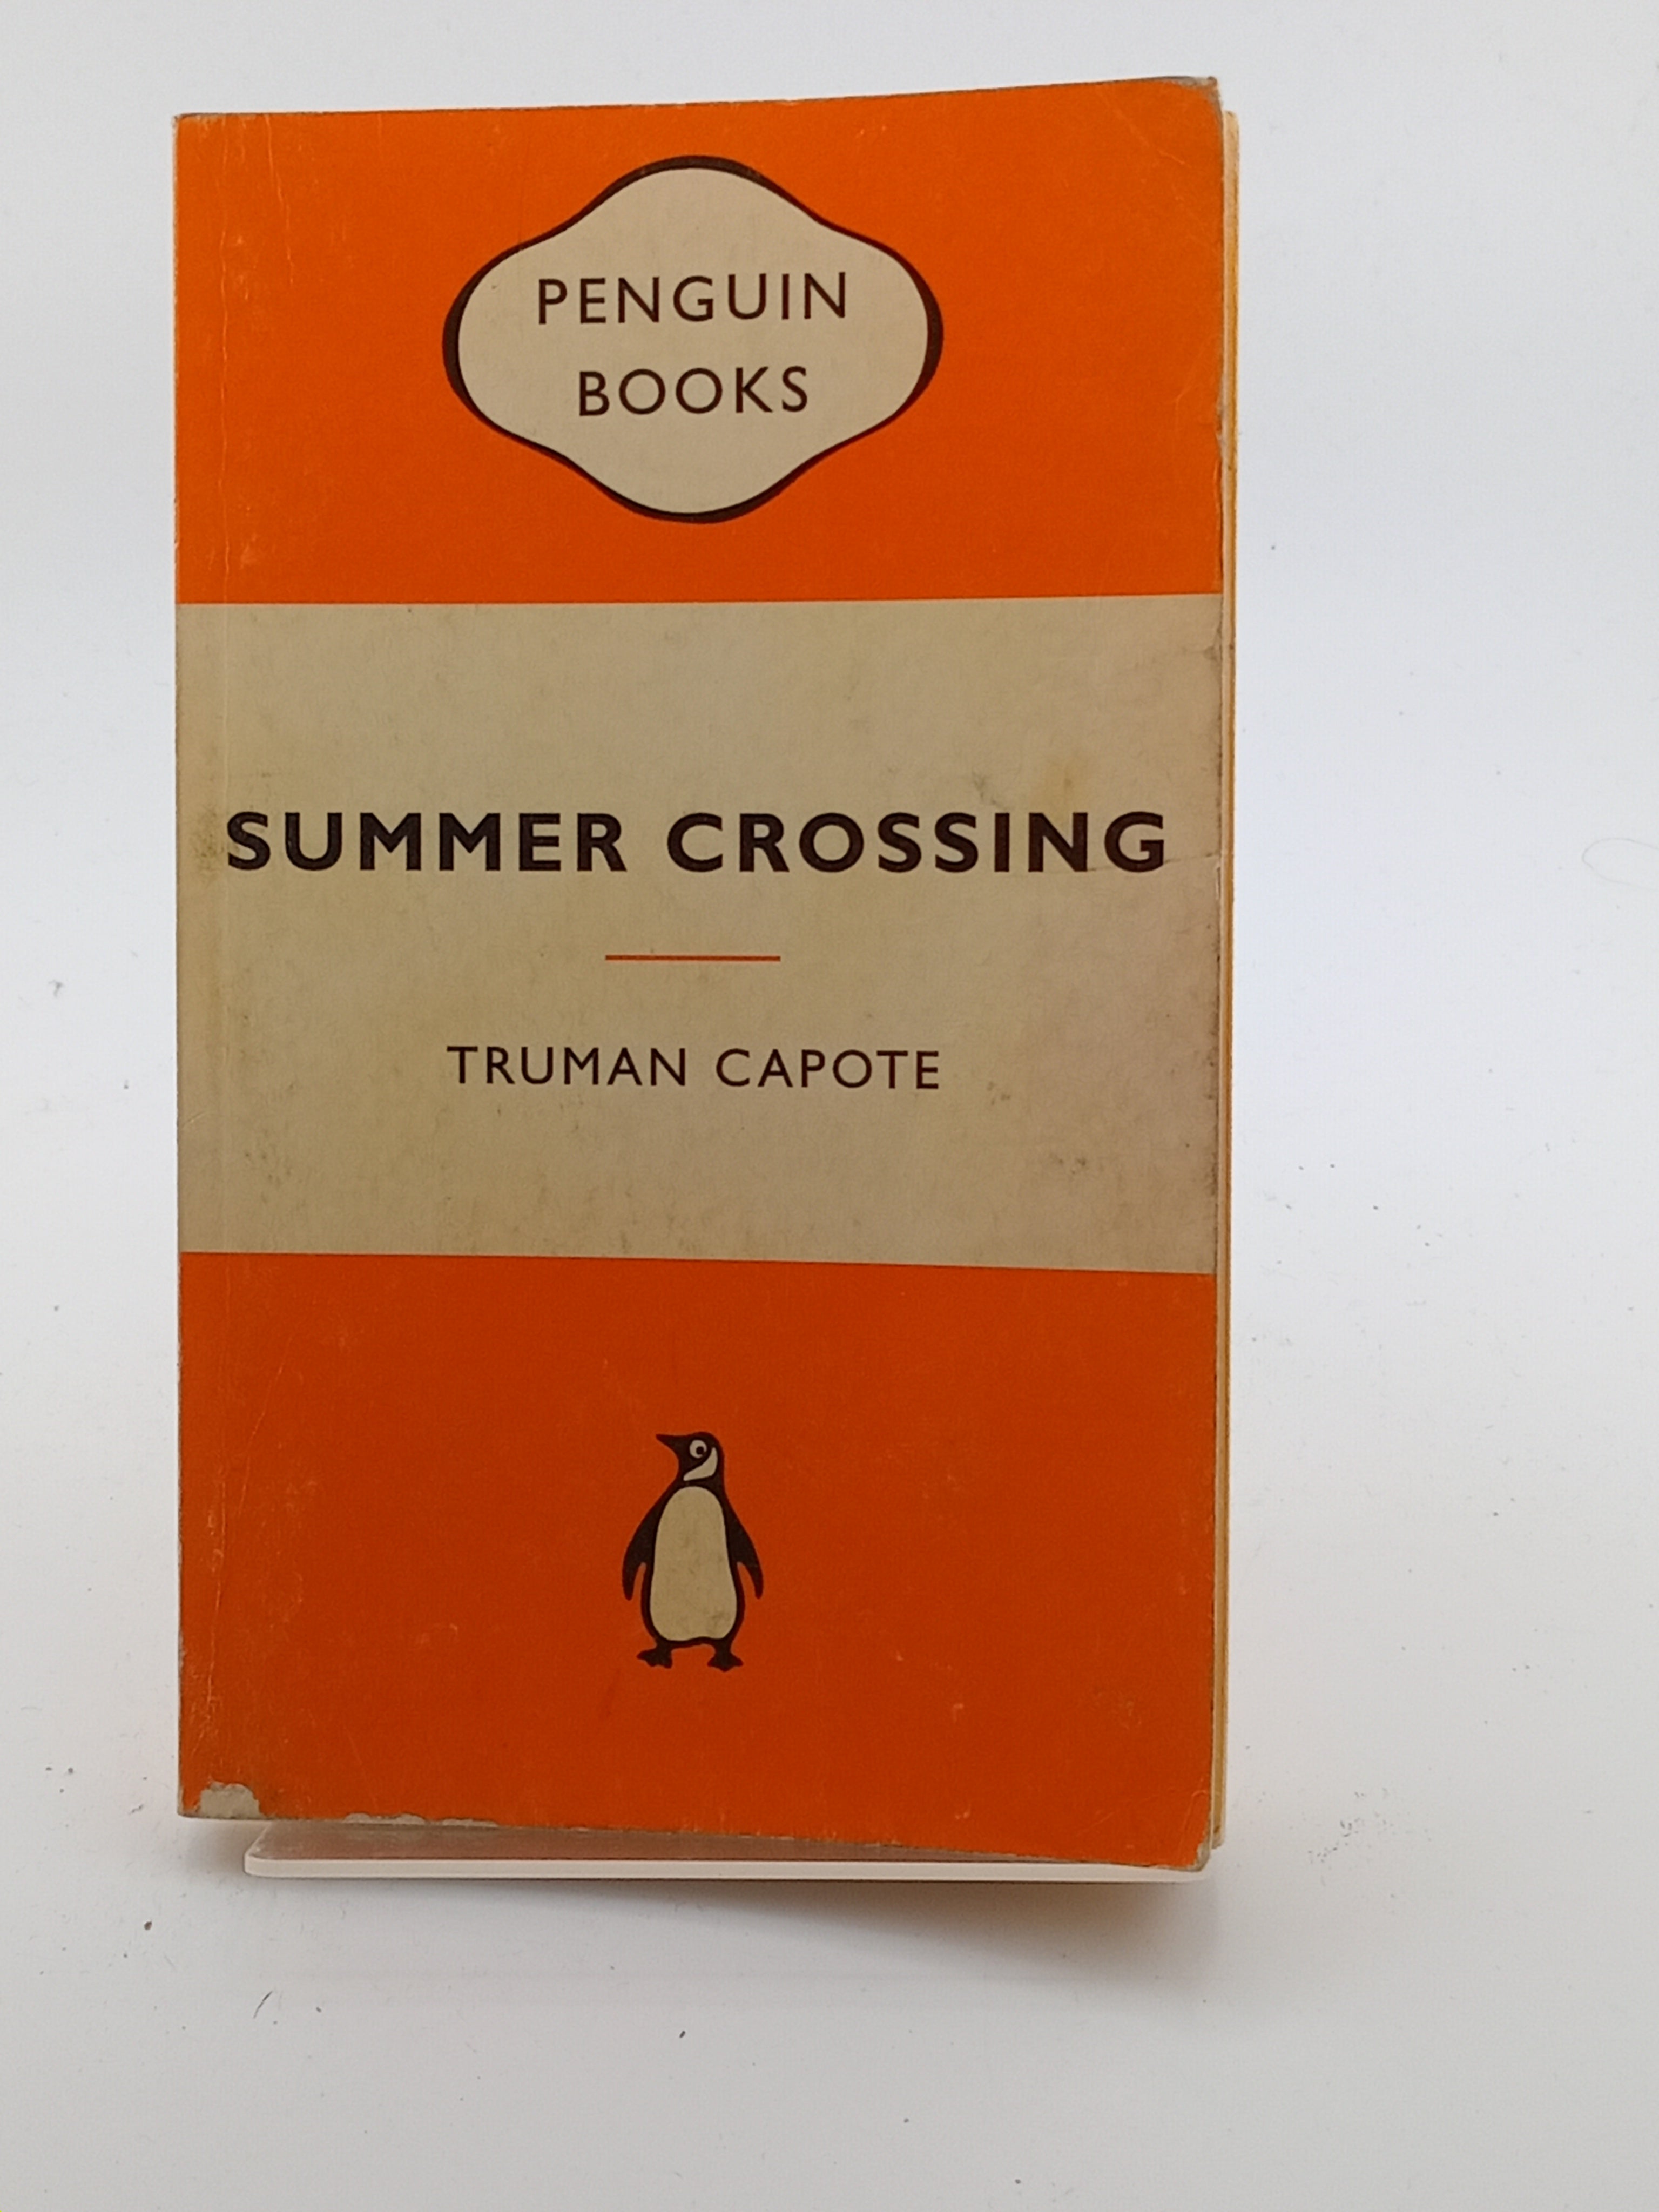 PENGUIN
BOOKS
SUMMER CROSSING
TRUMAN CAPOTE